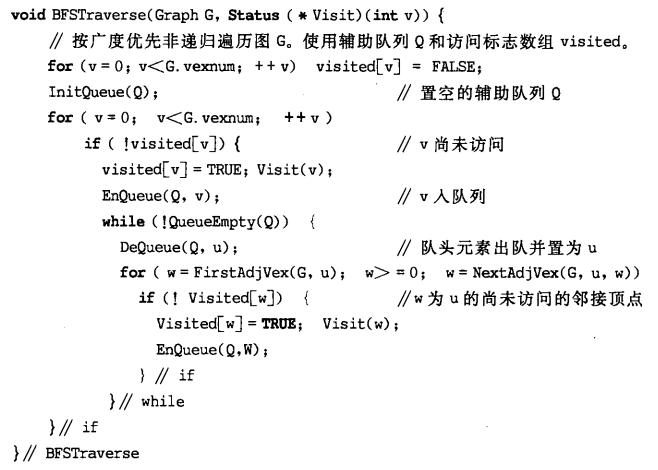 void BFSTraverse(Graph G, Status (* Visit)(int v)) {
// 按广度优先非递归遍历图 G。使用辅助队列 Q 和访问标志数组 visited。
for (v=0; v<G.vexnum; ++v) visited[v] = FALSE;
InitQueue(Q); // 置空的辅助队列 Q
for ( v=0; v<G.vexnum; ++v )
if ( !visited[v]) { // v 尚未访问
visited[v]=TRUE; Visit(v);
EnQueue(Q, v); // v 入队列
while (!QueueEmpty(Q)) {
DeQueue(Q, u); // 队头元素出队并置为 u
for ( w=FirstAdjVex(G, u); w>=0; w=NextAdjVex(G, u, w))
if (! Visited[w]) { //w 为 u 的尚未访问的邻接顶点
Visited[w]=TRUE; Visit(w);
EnQueue(Q,W);
} // if
}// while
}// if
}// BFSTraverse